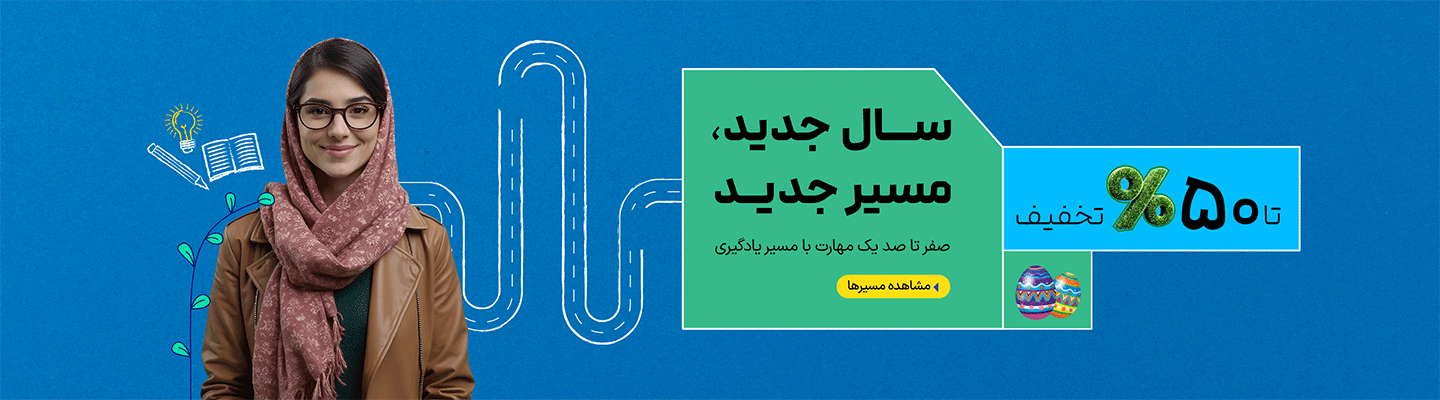 سال جدید،
مسیر جدید
صفر تا صد یک مهارت با مسیر یادگیری
مشاهده مسیرها
تا ۵۰% تخفیف